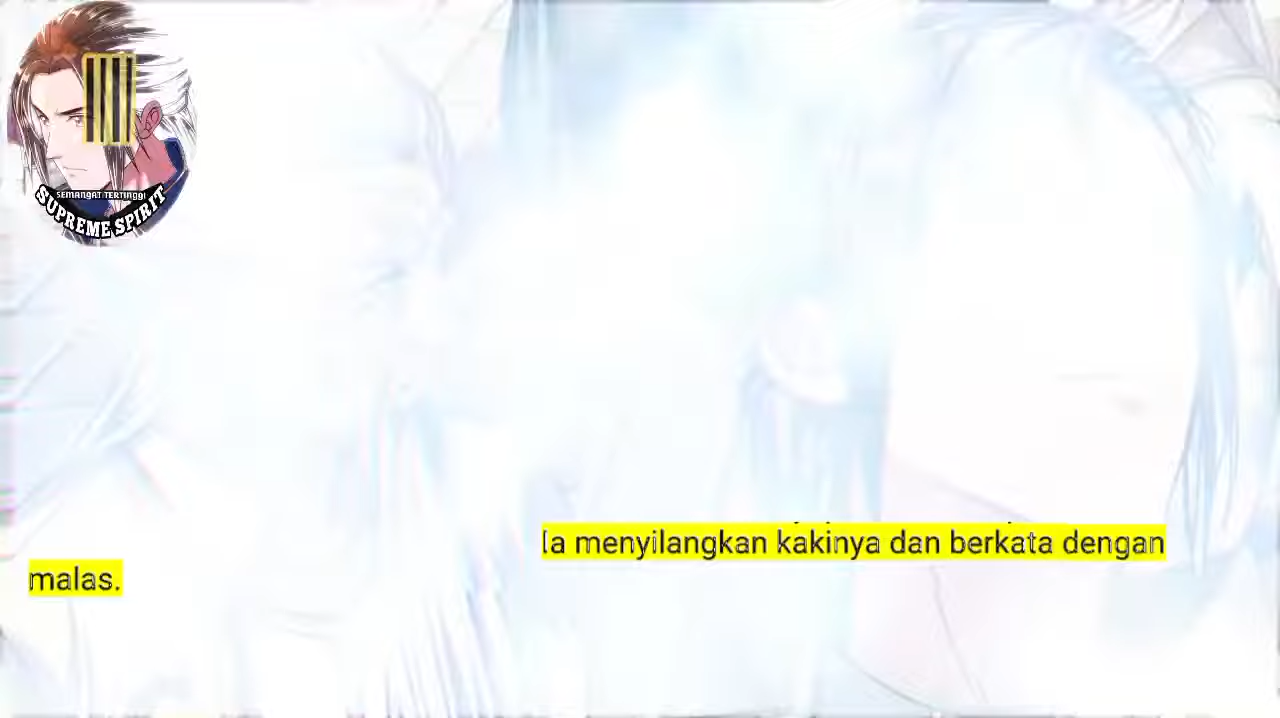 SEMANGAT TERTINGGI
SUPREME SPIRIT
Ia menyilangkan kakinya dan berkata dengan
malas.